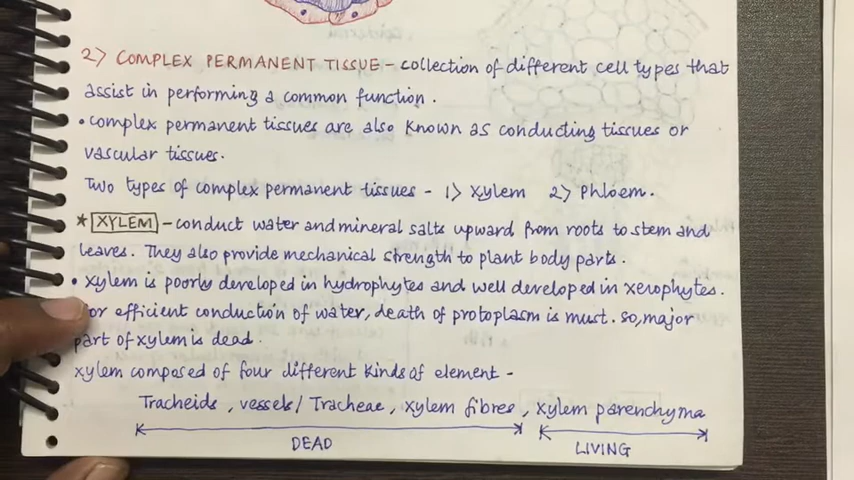 2> COMPLEX PERMANENT TISSUE - collection of different cell types that
assist in performing a common function.
• complex permanent tissues are also known as conducting tissues or
vascular tissues.
Two types of complex permanent tissues - 1> Xylem 2> Phloem.
* XYLEM - conduct water and mineral salts upward from roots to stem and
leaves. They also provide mechanical strength to plant body parts.
• Xylem is poorly developed in hydrophytes and well developed in xerophytes.
For efficient conduction of water, death of protoplasm is must. So, major
part of xylem is dead.
xylem composed of four different kinds of element -
Tracheids, vessels/Tracheae, xylem fibres, xylem parenchyma
DEAD LIVING